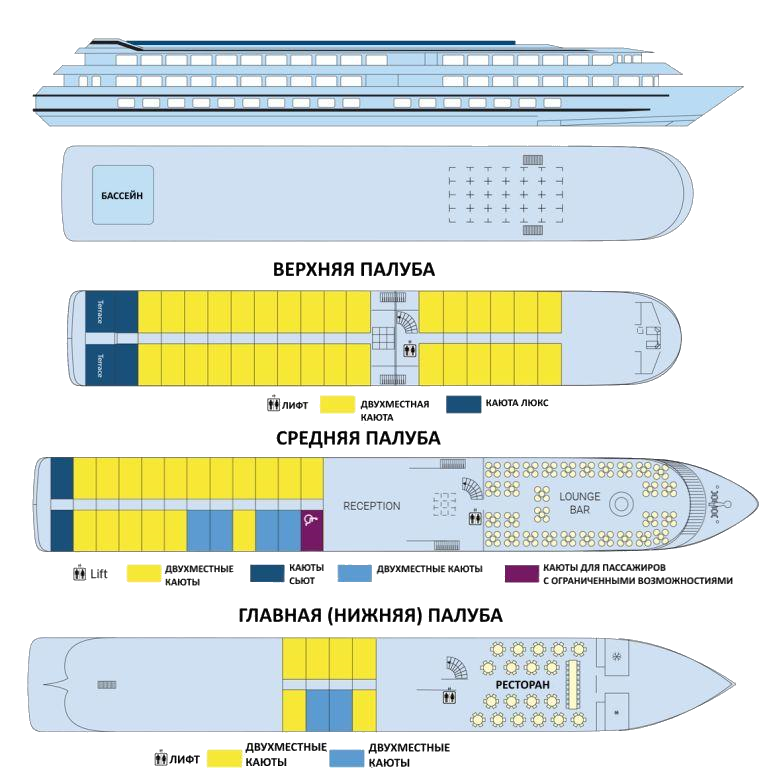 БАССЕЙН
ВЕРХНЯЯ ПАЛУБА
Terrace
Terrace
ЛИФТ
ДВУХМЕСТНАЯ
КАЮТА
КАЮТА ЛЮКС
СРЕДНЯЯ ПАЛУБА
RECEPTION
LOUNGE
BAR
Lift
ДВУХМЕСТНЫЕ
КАЮТЫ
КАЮТЫ
СЬЮТ
ДВУХМЕСТНЫЕ КАЮТЫ
КАЮТЫ ДЛЯ ПАССАЖИРОВ
С ОГРАНИЧЕННЫМИ ВОЗМОЖНОСТЯМИ
ГЛАВНАЯ (НИЖНЯЯ) ПАЛУБА
РЕСТОРАН
ЛИФТ
ДВУХМЕСТНЫЕ
КАЮТЫ
ДВУХМЕСТНЫЕ
КАЮТЫ